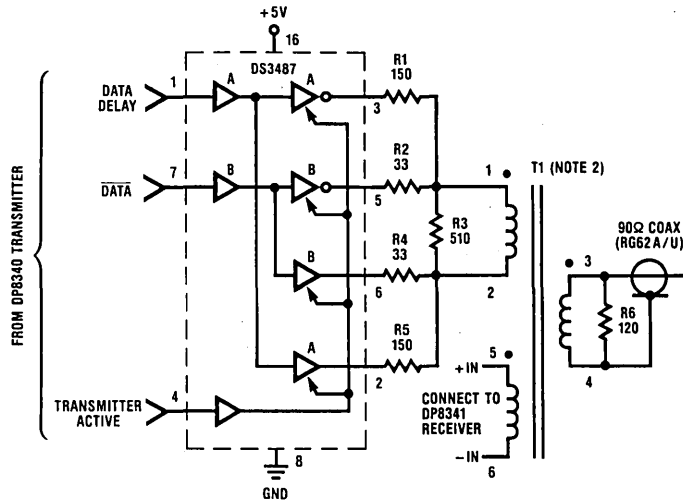 +5V
16
DS3487
DATA
DELAY
1
A
A
3
R1
150
7
DATA
B
B
5
R2
33
1
T1 (NOTE 2)
R3
510
90Ω COAX
(RG62A/U)
3
B
6
R4
33
2
R6
120
FROM DP8340 TRANSMITTER
A
2
R5
150
5
+IN
4
CONNECT TO
DP8341
RECEIVER
TRANSMITTER
ACTIVE
4
-IN
6
8
GND